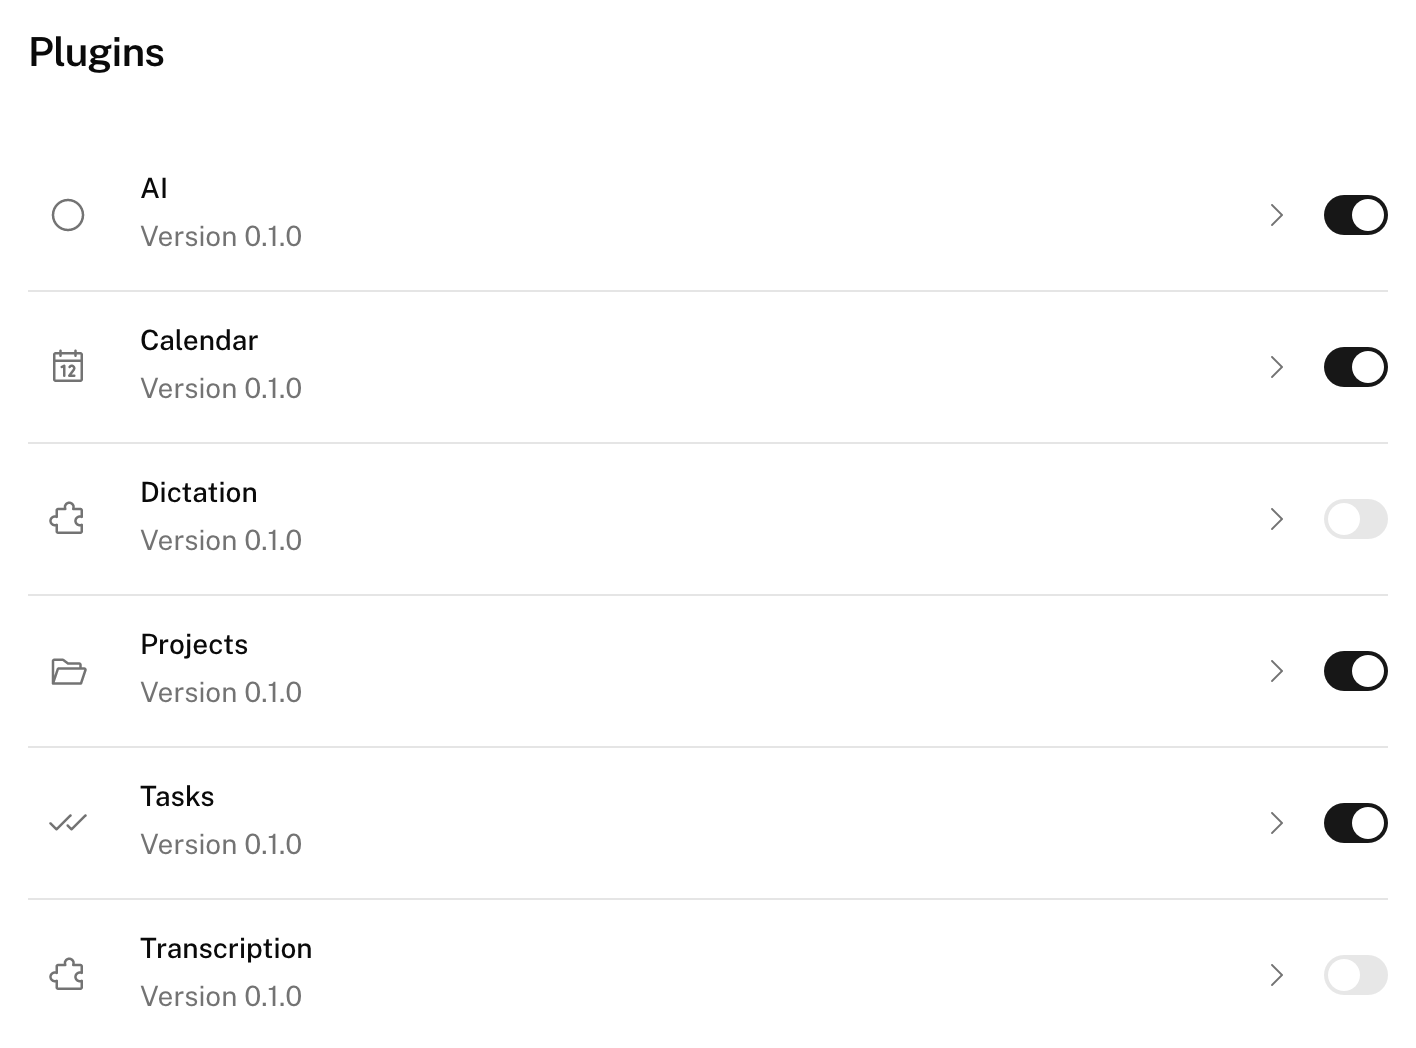 Plugins
AI
Version 0.1.0
12
Calendar
Version 0.1.0
Dictation
Version 0.1.0
Projects
Version 0.1.0
Tasks
Version 0.1.0
Transcription
Version 0.1.0